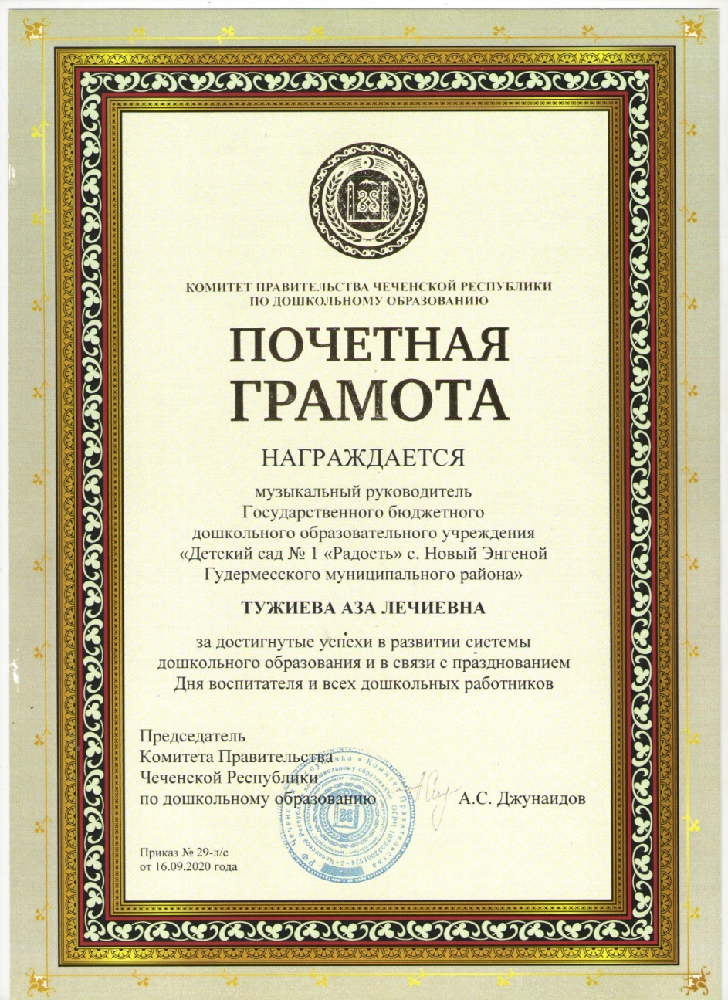 КОМИТЕТ ПРАВИТЕЛЬСТВА ЧЕЧЕНСКОЙ РЕСПУБЛИКИ
ПО ДОШКОЛЬНОМУ ОБРАЗОВАНИЮ
ПОЧЕТНАЯ
ГРАМОТА
НАГРАЖДАЕТСЯ
музыкальный руководитель
Государственного бюджетного
дошкольного образовательного учреждения
«Детский сад № 1 «Радость» с. Новый Энгеной
Гудермесского муниципального района»
ТУЖИЕВА АЗА ЛЕЧИЕВНА
за достигнутые успехи в развитии системы
дошкольного образования и в связи с празднованием
Дня воспитателя и всех дошкольных работников
Председатель
Комитета Правительства
Чеченской Республики
по дошкольному образованию А.С. Джунаидов
Приказ № 29-л/с
от 16.09.2020 года